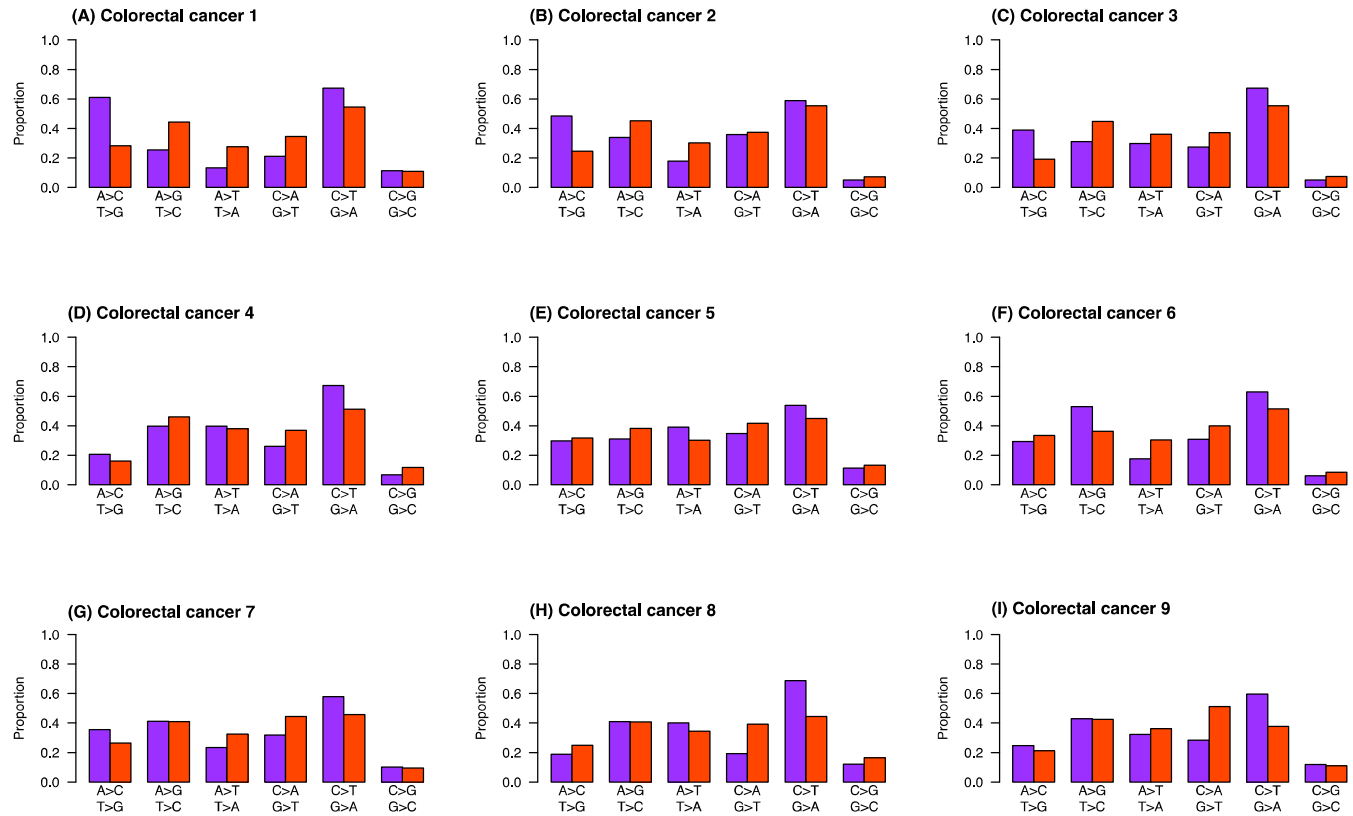 (A) Colorectal cancer 1
Proportion
1.0
0.8
0.6
0.4
0.2
0.0
A>C A>G A>T C>A C>T C>G
T>G T>C T>A G>T G>A G>C
(B) Colorectal cancer 2
Proportion
1.0
0.8
0.6
0.4
0.2
0.0
A>C A>G A>T C>A C>T C>G
T>G T>C T>A G>T G>A G>C
(C) Colorectal cancer 3
Proportion
1.0
0.8
0.6
0.4
0.2
0.0
A>C A>G A>T C>A C>T C>G
T>G T>C T>A G>T G>A G>C
(D) Colorectal cancer 4
Proportion
1.0
0.8
0.6
0.4
0.2
0.0
A>C A>G A>T C>A C>T C>G
T>G T>C T>A G>T G>A G>C
(E) Colorectal cancer 5
Proportion
1.0
0.8
0.6
0.4
0.2
0.0
A>C A>G A>T C>A C>T C>G
T>G T>C T>A G>T G>A G>C
(F) Colorectal cancer 6
Proportion
1.0
0.8
0.6
0.4
0.2
0.0
A>C A>G A>T C>A C>T C>G
T>G T>C T>A G>T G>A G>C
(G) Colorectal cancer 7
Proportion
1.0
0.8
0.6
0.4
0.2
0.0
A>C A>G A>T C>A C>T C>G
T>G T>C T>A G>T G>A G>C
(H) Colorectal cancer 8
Proportion
1.0
0.8
0.6
0.4
0.2
0.0
A>C A>G A>T C>A C>T C>G
T>G T>C T>A G>T G>A G>C
(I) Colorectal cancer 9
Proportion
1.0
0.8
0.6
0.4
0.2
0.0
A>C A>G A>T C>A C>T C>G
T>G T>C T>A G>T G>A G>C